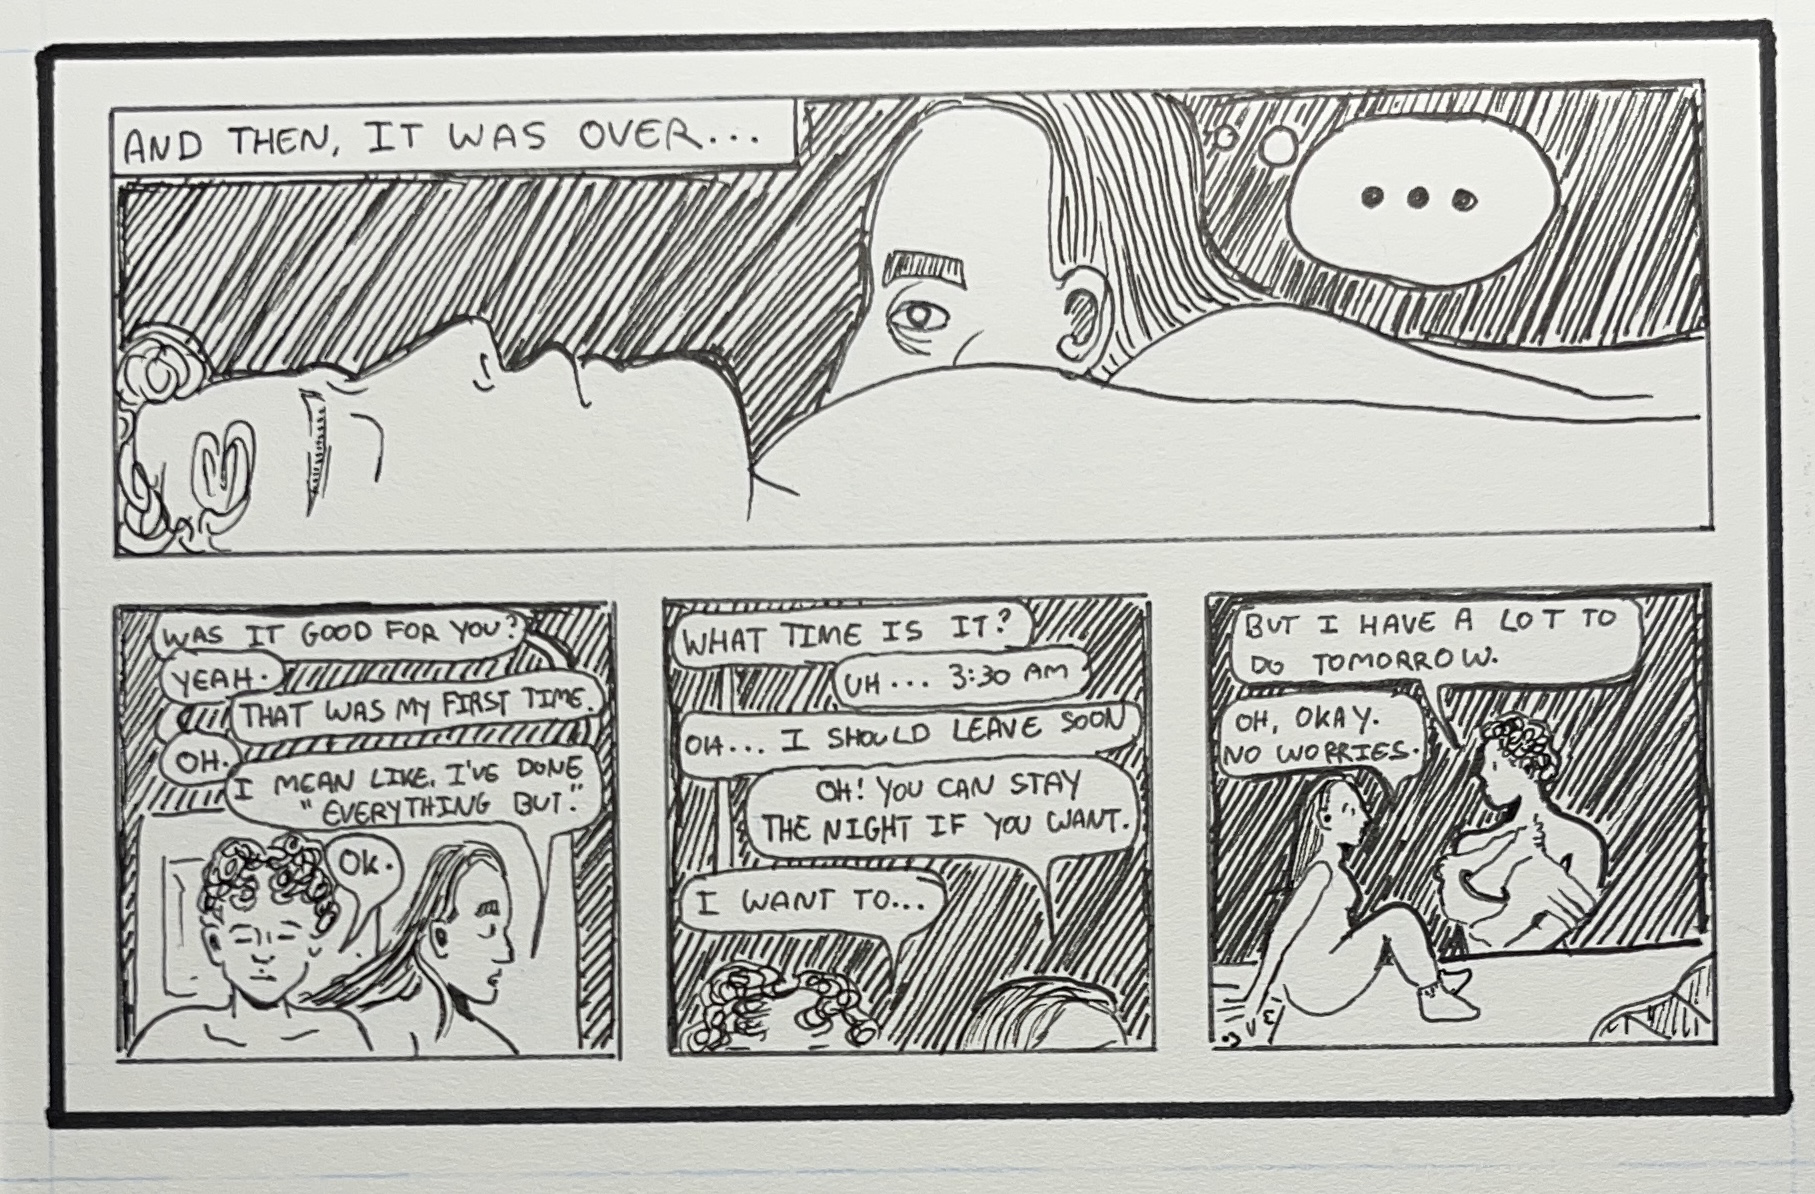 AND THEN, IT WAS OVER...
...
WAS IT GOOD FOR YOU?
YEAH.
THAT WAS MY FIRST TIME.
OH.
I MEAN LIKE, I'VE DONE
"EVERYTHING BUT."
OK.
WHAT TIME IS IT?
UH... 3:30 AM
OH... I SHOULD LEAVE SOON
OH! YOU CAN STAY
THE NIGHT IF YOU WANT.
I WANT TO...
BUT I HAVE A LOT TO
DO TOMORROW.
OH, OKAY.
NO WORRIES.